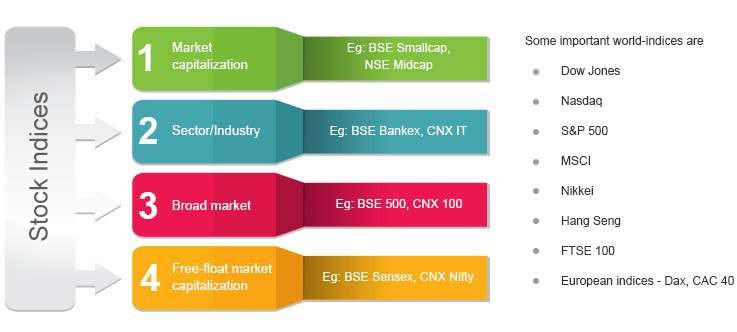 Stock Indices
1
Market
capitalization
Eg: BSE Smallcap,
NSE Midcap
2
Sector/Industry
Eg: BSE Bankex, CNX IT
3
Broad market
Eg: BSE 500, CNX 100
4
Free-float market
capitalization
Eg: BSE Sensex, CNX Nifty
Some important world-indices are
Dow Jones
Nasdaq
S&P 500
MSCI
Nikkei
Hang Seng
FTSE 100
European indices - Dax, CAC 40